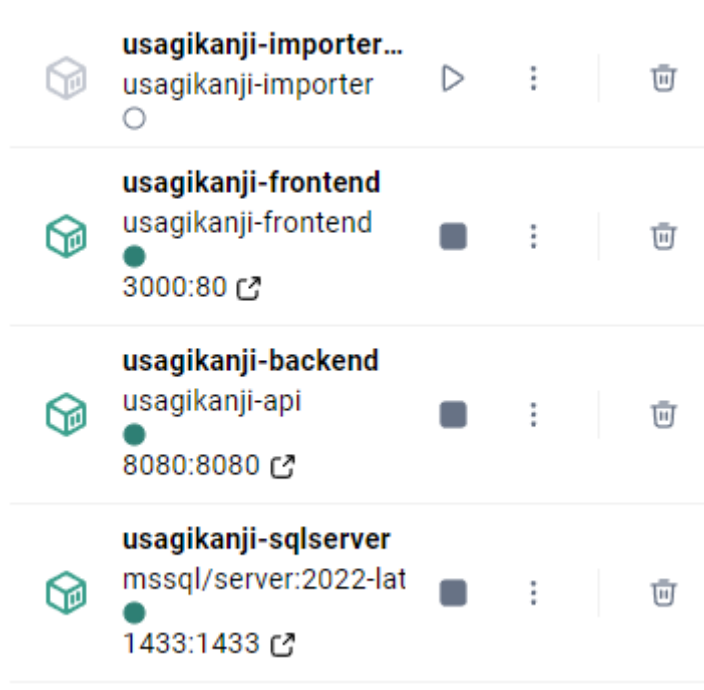 usagikanji-importer...
usagikanji-importer
usagikanji-frontend
usagikanji-frontend
3000:80
usagikanji-backend
usagikanji-api
8080:8080
usagikanji-sqlserver
mssql/server:2022-lat
1433:1433